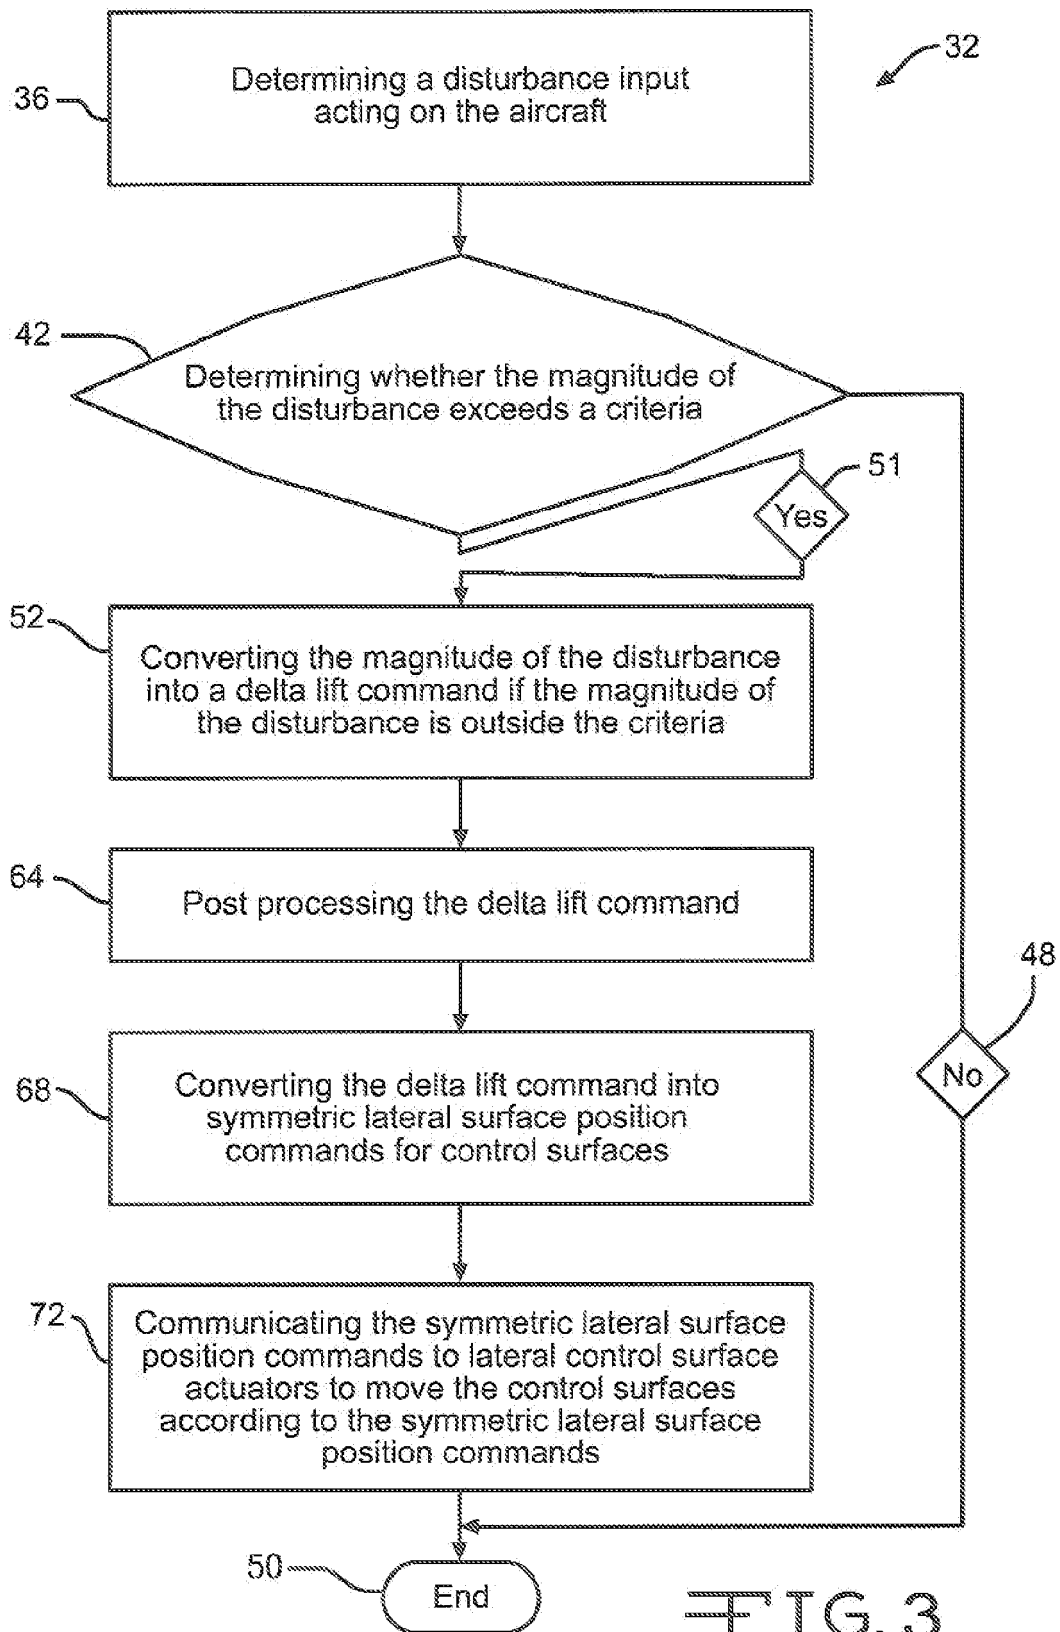 32
36
Determining a disturbance input
acting on the aircraft
42
Determining whether the magnitude of
the disturbance exceeds a criteria
51
Yes
52
Converting the magnitude of the disturbance
into a delta lift command if the magnitude of
the disturbance is outside the criteria
64
Post processing the delta lift command
48
No
68
Converting the delta lift command into
symmetric lateral surface position
commands for control surfaces
72
Communicating the symmetric lateral surface
position commands to lateral control surface
actuators to move the control surfaces
according to the symmetric lateral surface
position commands
50
End
FIG. 3